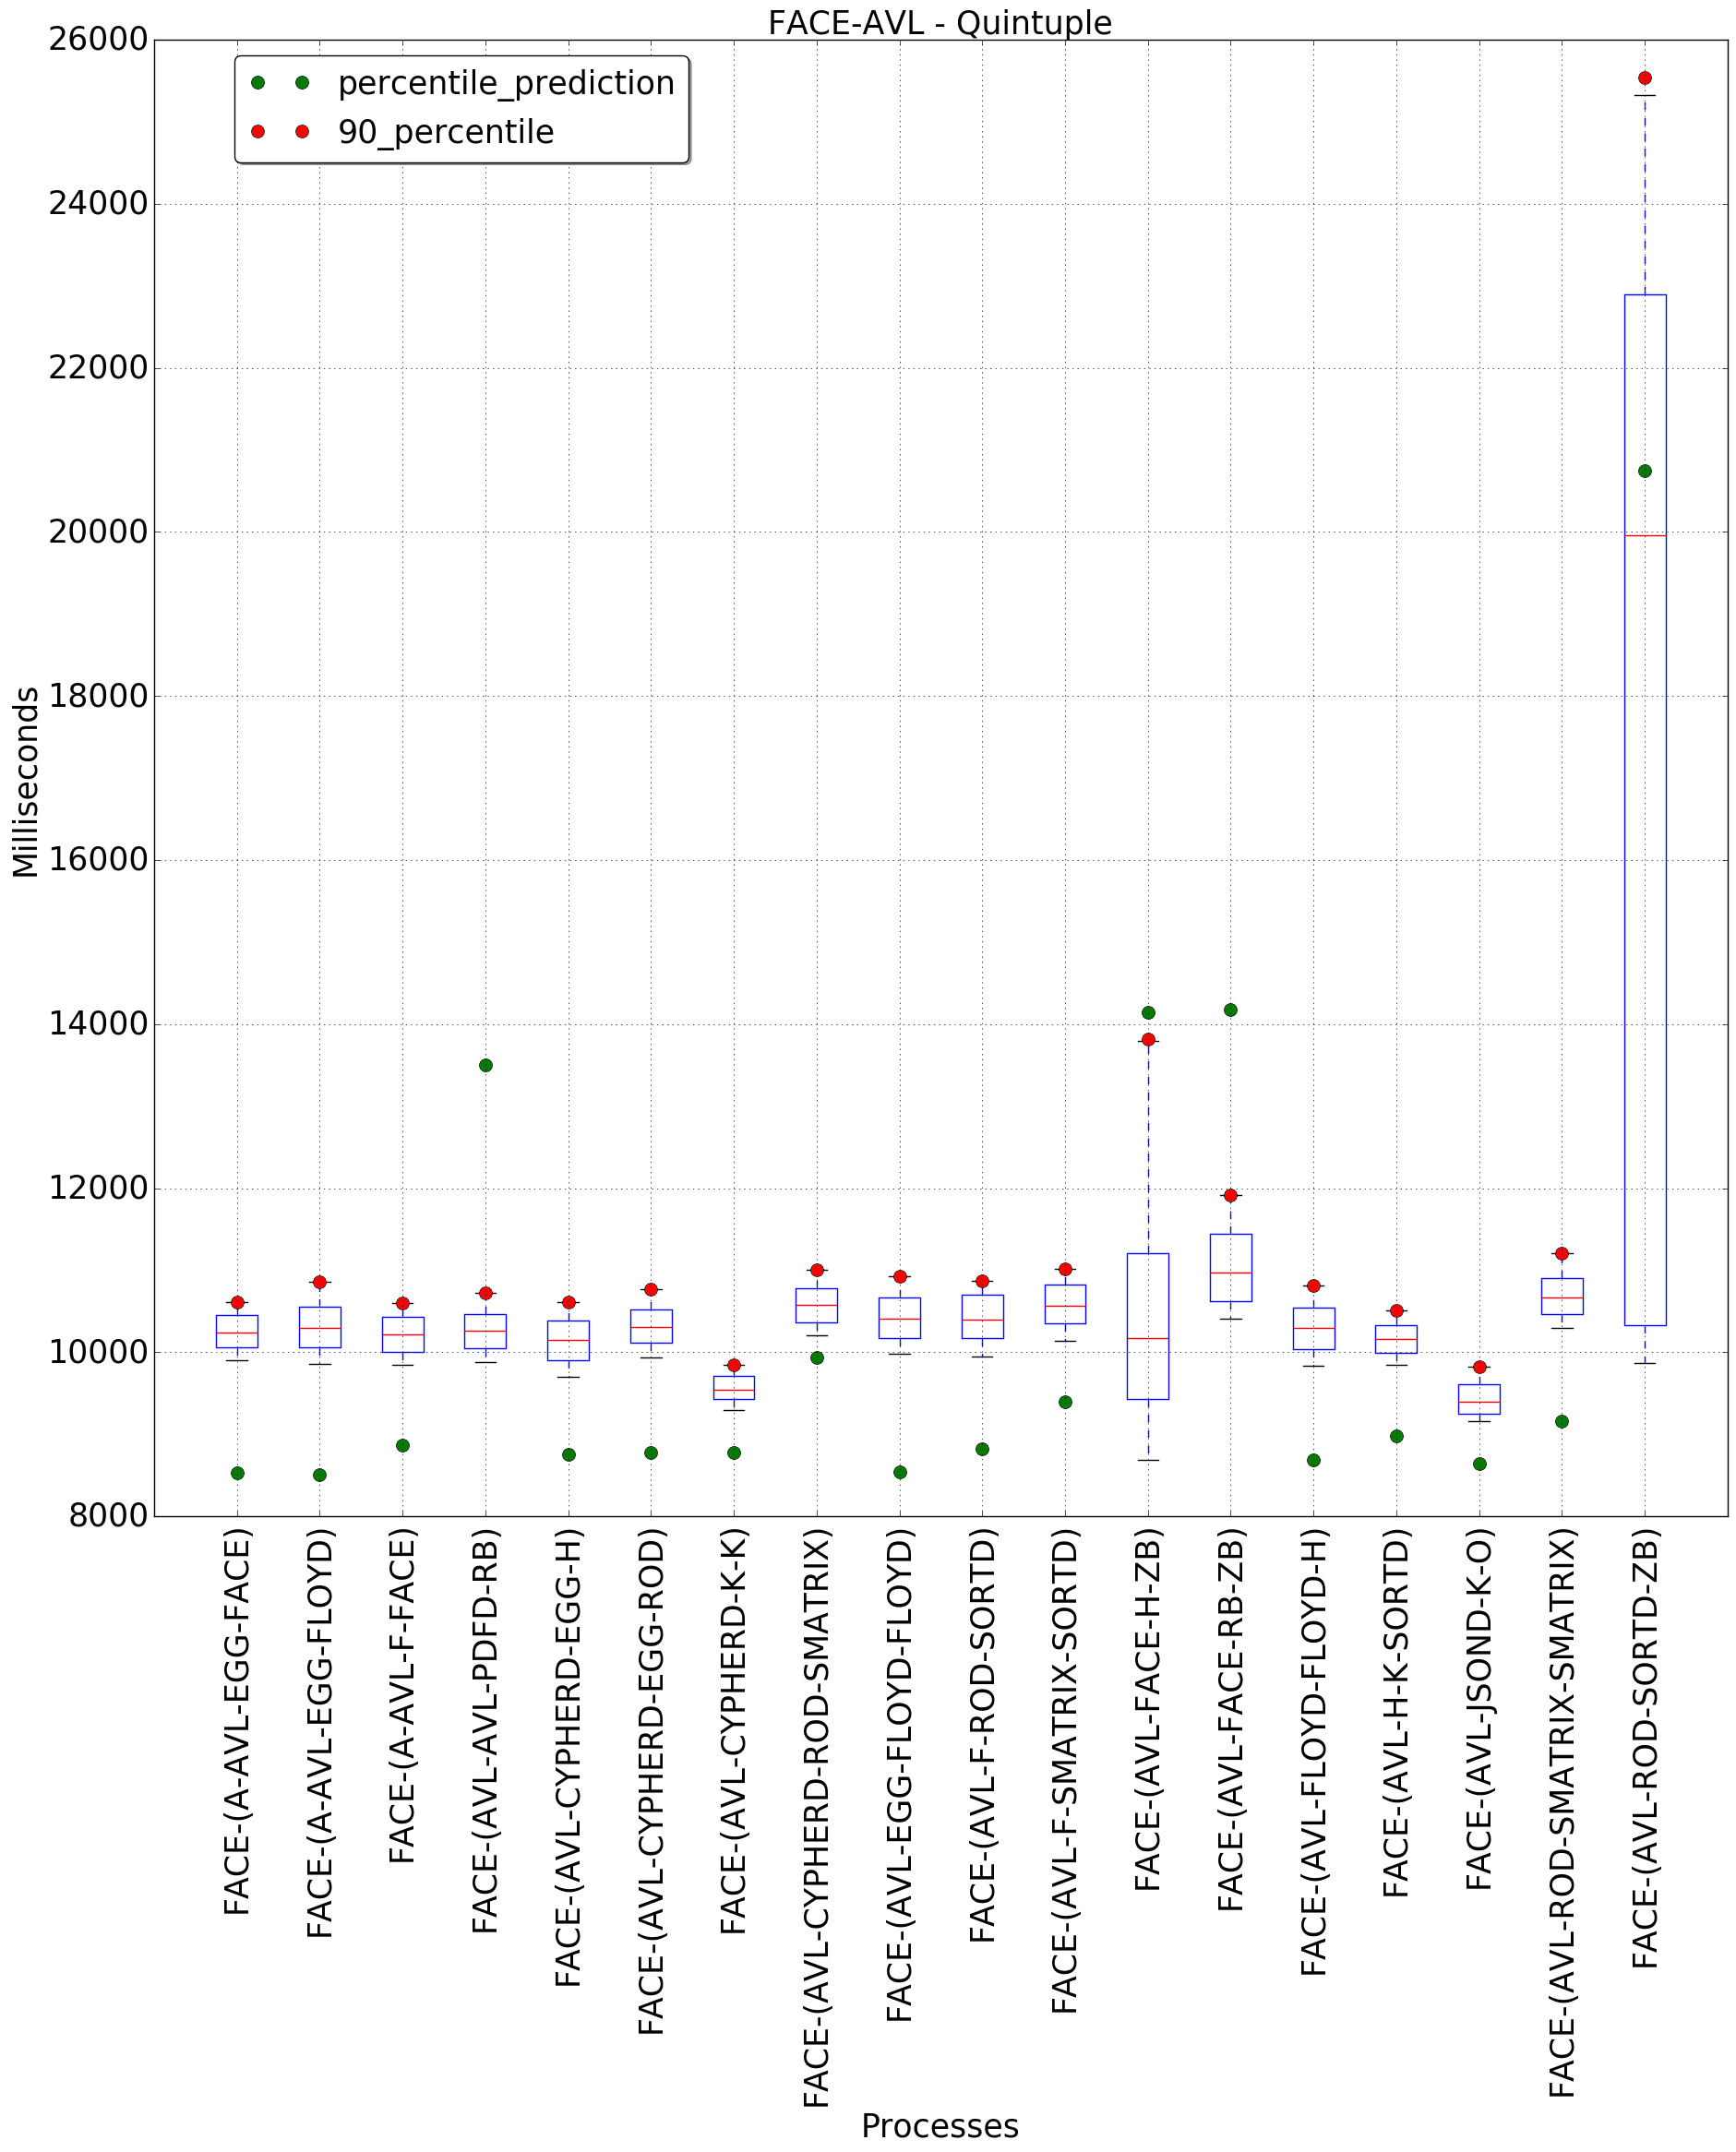 FACE-AVL - Quintuple
percentile_prediction
90_percentile
26000
24000
22000
20000
18000
16000
14000
12000
10000
8000
Milliseconds
FACE-(A-AVL-EGG-FACE)
FACE-(A-AVL-EGG-FLOYD)
FACE-(A-AVL-F-FACE)
FACE-(AVL-AVL-PDFD-RB)
FACE-(AVL-CYPHERD-EGG-H)
FACE-(AVL-CYPHERD-EGG-ROD)
FACE-(AVL-CYPHERD-K-K)
FACE-(AVL-CYPHERD-ROD-SMATRIX)
FACE-(AVL-EGG-FLOYD-FLOYD)
FACE-(AVL-F-ROD-SORTD)
FACE-(AVL-F-SMATRIX-SORTD)
FACE-(AVL-FACE-H-ZB)
FACE-(AVL-FACE-RB-ZB)
FACE-(AVL-FLOYD-FLOYD-H)
FACE-(AVL-H-K-SORTD)
FACE-(AVL-JSOND-K-O)
FACE-(AVL-ROD-SMATRIX-SMATRIX)
FACE-(AVL-ROD-SORTD-ZB)
Processes